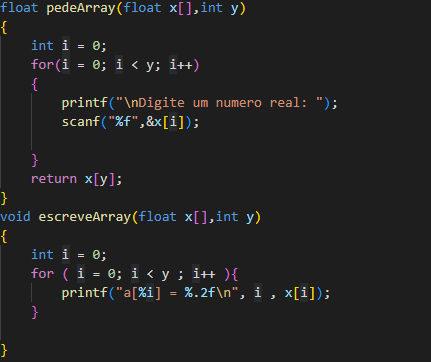 float pedeArray(float x[],int y)
{
    int i = 0;
    for(i = 0; i < y; i++)
    {
        printf("\nDigite um numero real: ");
        scanf("%f",&x[i]);
    }
    return x[y];
}
void escreveArray(float x[],int y)
{
    int i = 0;
    for ( i = 0; i < y ; i++ ){
        printf("a[%i] = %.2f\n", i , x[i]);
    }
}